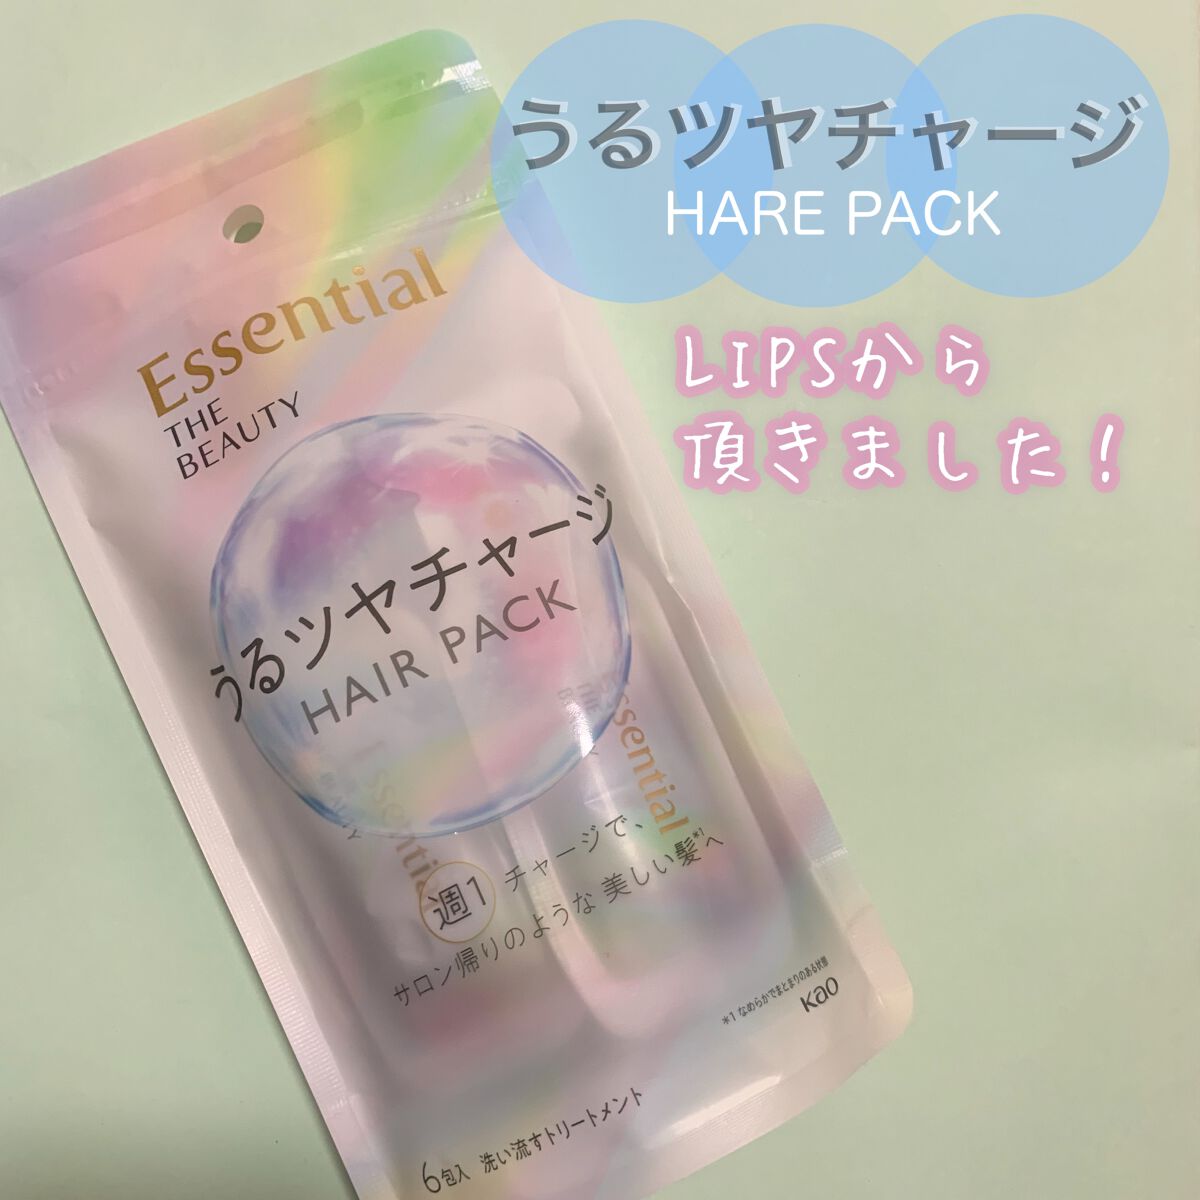 うるツヤチャージ
HARE PACK
LIPSから
頂きました！
Essential
THE
BEAUTY
うるツヤチャージ
HAIR PACK
Essential
Essential
週1 チャージで、
サロン帰りのような 美しい髪*1へ
*1 なめらかでまとまりのある状態
Kao
6包入 洗い流すトリートメント